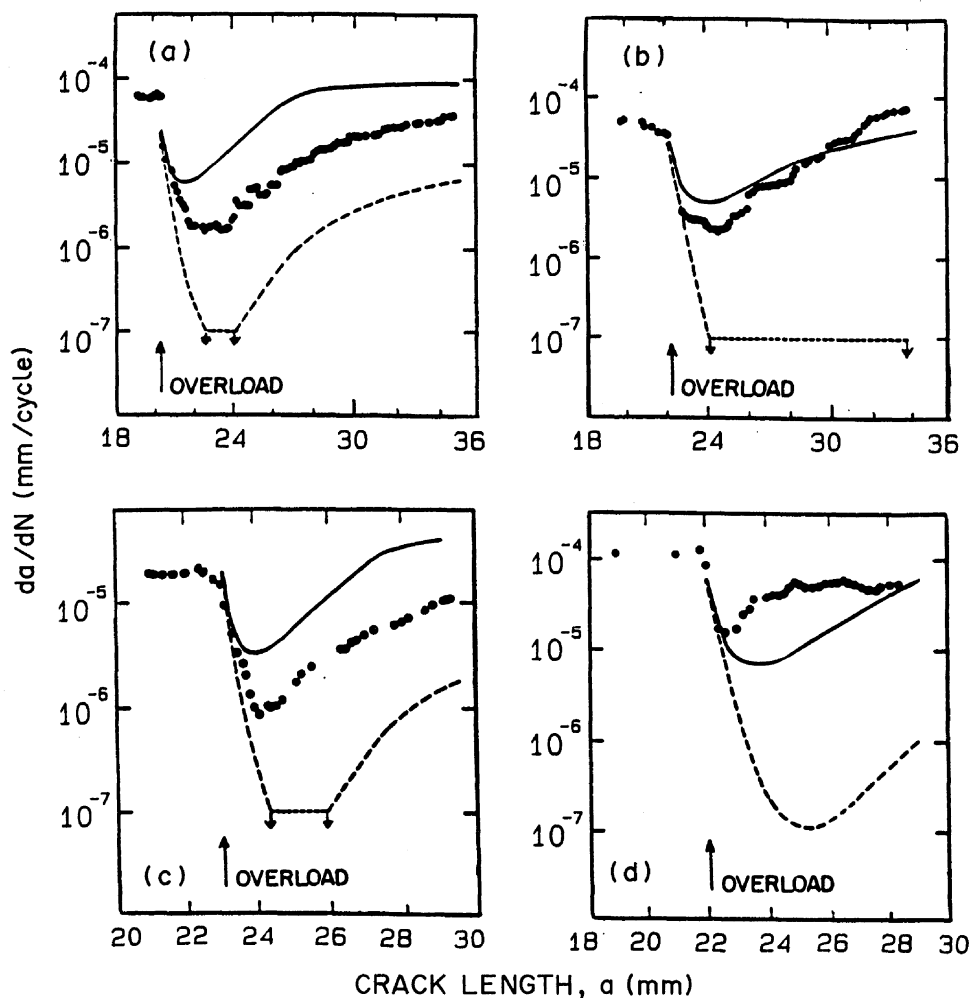 (a)
10⁻⁴
10⁻⁵
10⁻⁶
10⁻⁷
OVERLOAD
18 24 30 36
(b)
10⁻⁴
10⁻⁵
10⁻⁶
10⁻⁷
OVERLOAD
18 24 30 36
da/dN (mm/cycle)
10⁻⁵
10⁻⁶
10⁻⁷
(c)
OVERLOAD
20 22 24 26 28 30
10⁻⁴
10⁻⁵
10⁻⁶
10⁻⁷
(d)
OVERLOAD
18 20 22 24 26 28 30
CRACK LENGTH, a (mm)